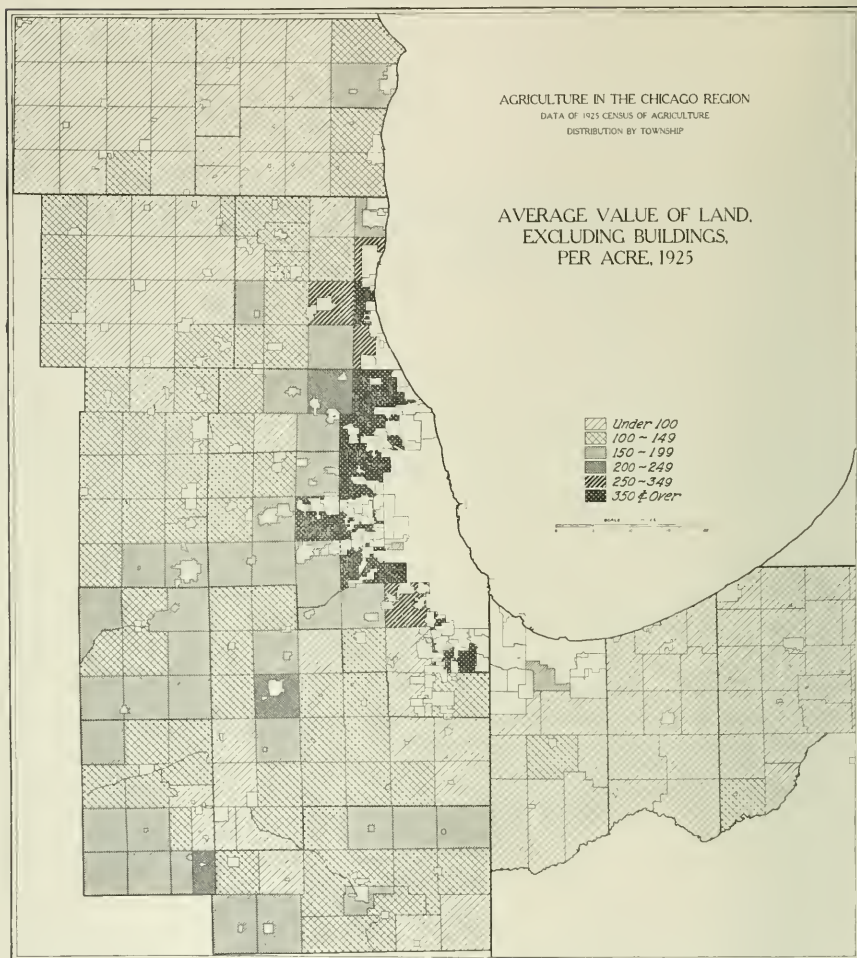 AGRICULTURE IN THE CHICAGO REGION
DATA OF 1925 CENSUS OF AGRICULTURE
DISTRIBUTION BY TOWNSHIP
AVERAGE VALUE OF LAND,
EXCLUDING BUILDINGS,
PER ACRE, 1925
Under 100
100 ~ 149
150 ~ 199
200 ~ 249
250 ~ 349
350 & Over
SCALE